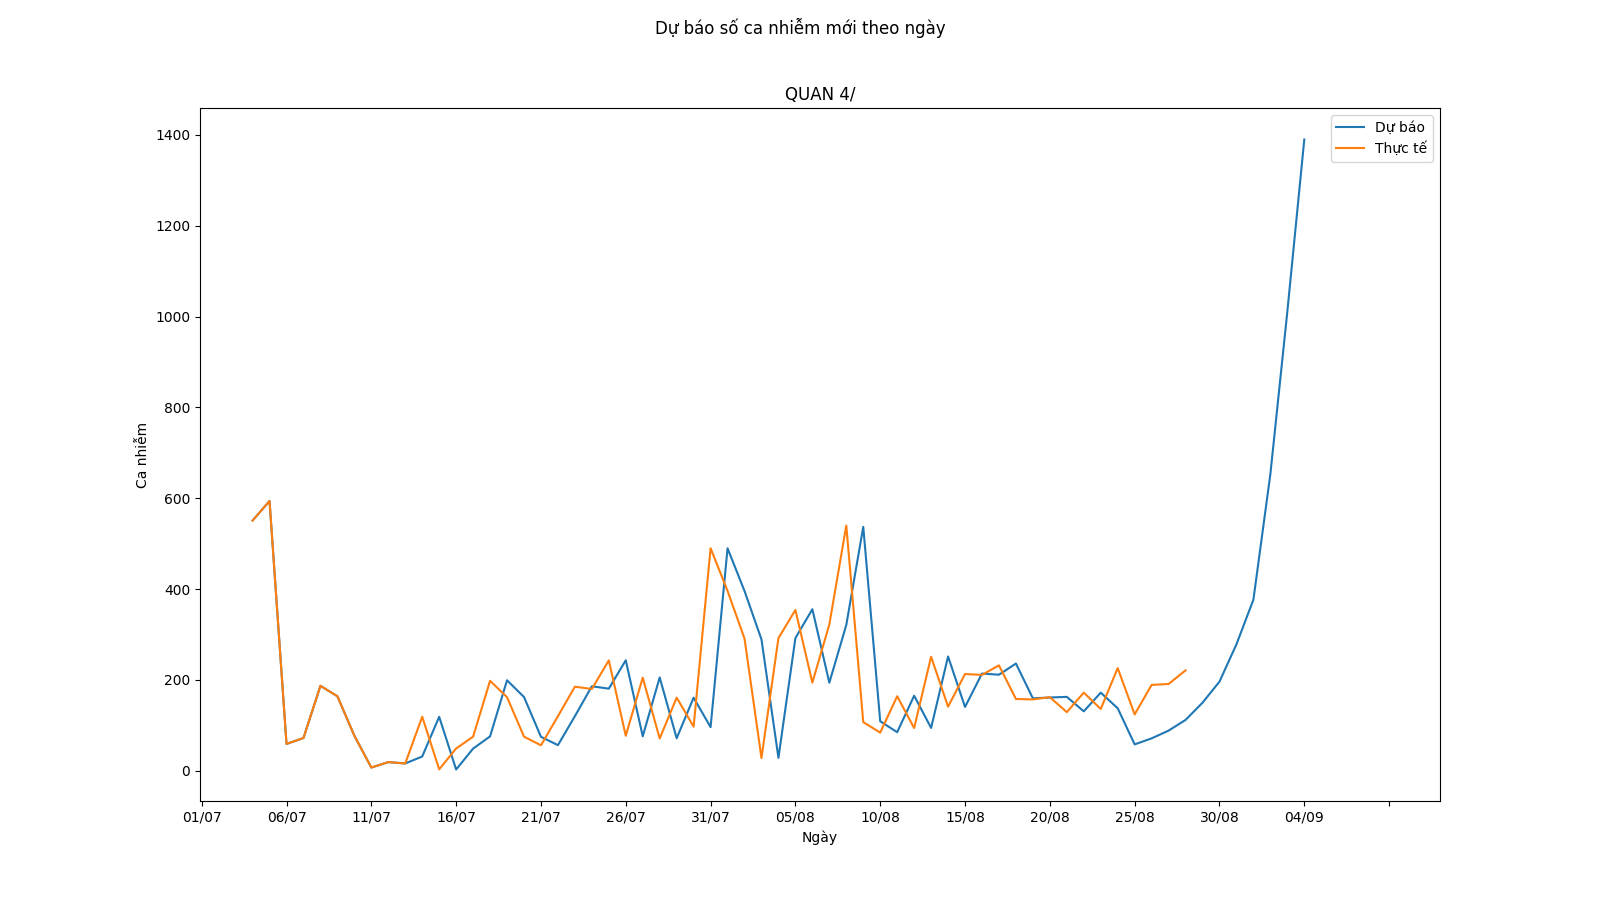 Dự báo số ca nhiễm mới theo ngày
QUAN 4/
Dự báo
Thực tế
1400
1200
1000
800
600
400
200
0
Ca nhiễm
01/07 06/07 11/07 16/07 21/07 26/07 31/07 05/08 10/08 15/08 20/08 25/08 30/08 04/09
Ngày